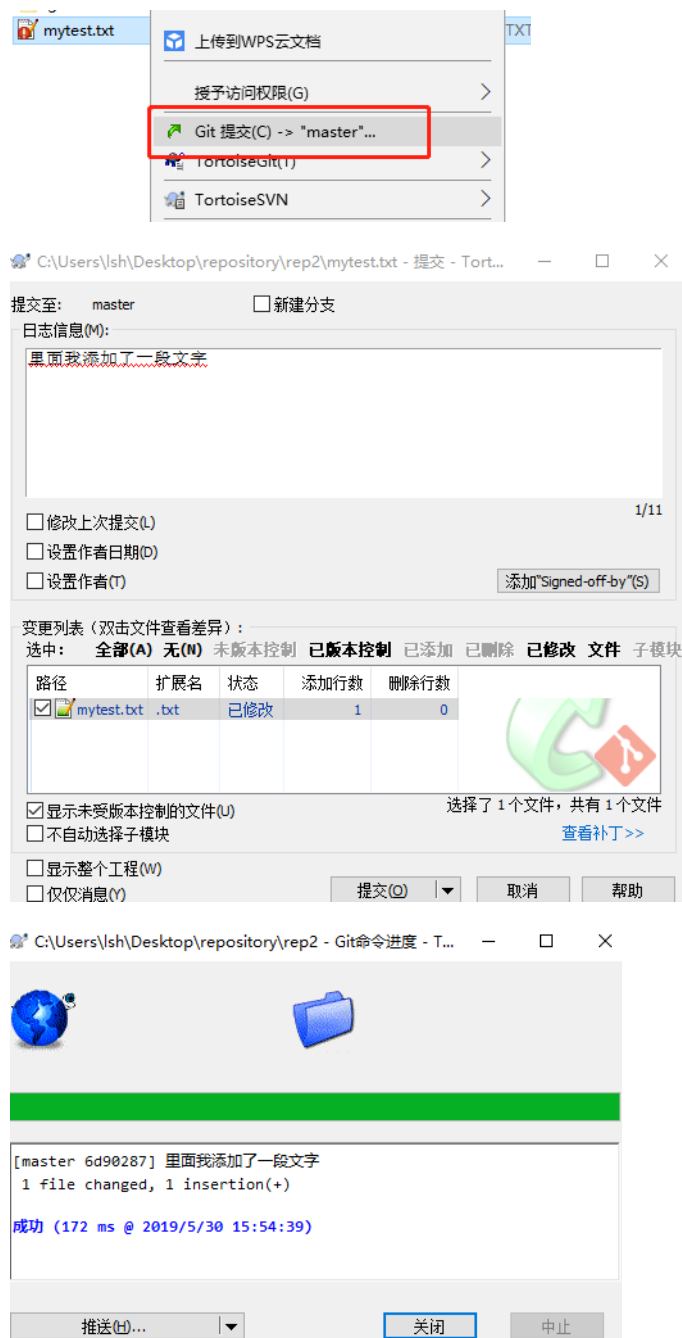 mytest.txt
TXT
上传到WPS云文档
授予访问权限(G)
Git 提交(C) -> "master"...
TortoiseGit(T)
TortoiseSVN
C:\Users\lsh\Desktop\repository\rep2\mytest.txt - 提交 - Tort...
提交至: master 新建分支
日志信息(M):
里面我添加了一段文字
1/11
修改上次提交(L)
设置作者日期(D)
设置作者(T)
添加"Signed-off-by"(S)
变更列表（双击文件查看差异）:
选中: 全部(A) 无(N) 未版本控制 已版本控制 已添加 已删除 已修改 文件 子模块
路径 扩展名 状态 添加行数 删除行数
mytest.txt .txt 已修改 1 0
显示未受版本控制的文件(U)
选择了 1 个文件，共有 1 个文件
不自动选择子模块
查看补丁>>
显示整个工程(W)
仅仅消息(Y)
提交(O) 取消 帮助
C:\Users\lsh\Desktop\repository\rep2 - Git命令进度 - T...
[master 6d90287] 里面我添加了一段文字
1 file changed, 1 insertion(+)
成功 (172 ms @ 2019/5/30 15:54:39)
推送(H)... 关闭 中止